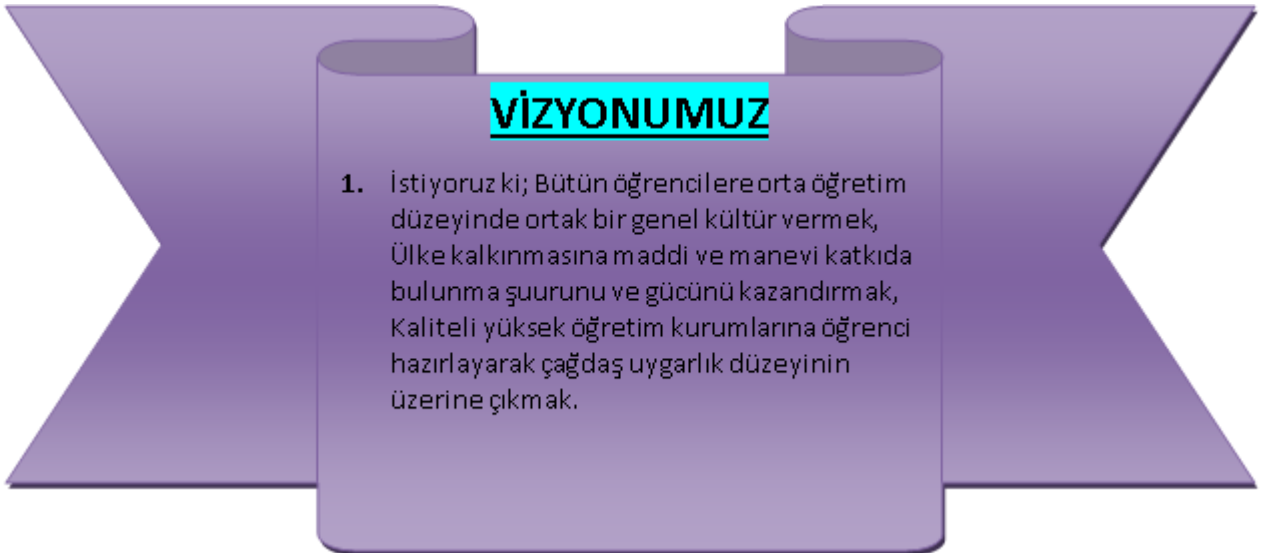 VİZYONUMUZ
1. İstiyoruz ki; Bütün öğrencilere orta öğretim
düzeyinde ortak bir genel kültür vermek,
Ülke kalkınmasına maddi ve manevi katkıda
bulunma şuurunu ve gücünü kazandırmak,
Kaliteli yüksek öğretim kurumlarına öğrenci
hazırlayarak çağdaş uygarlık düzeyinin
üzerine çıkmak.